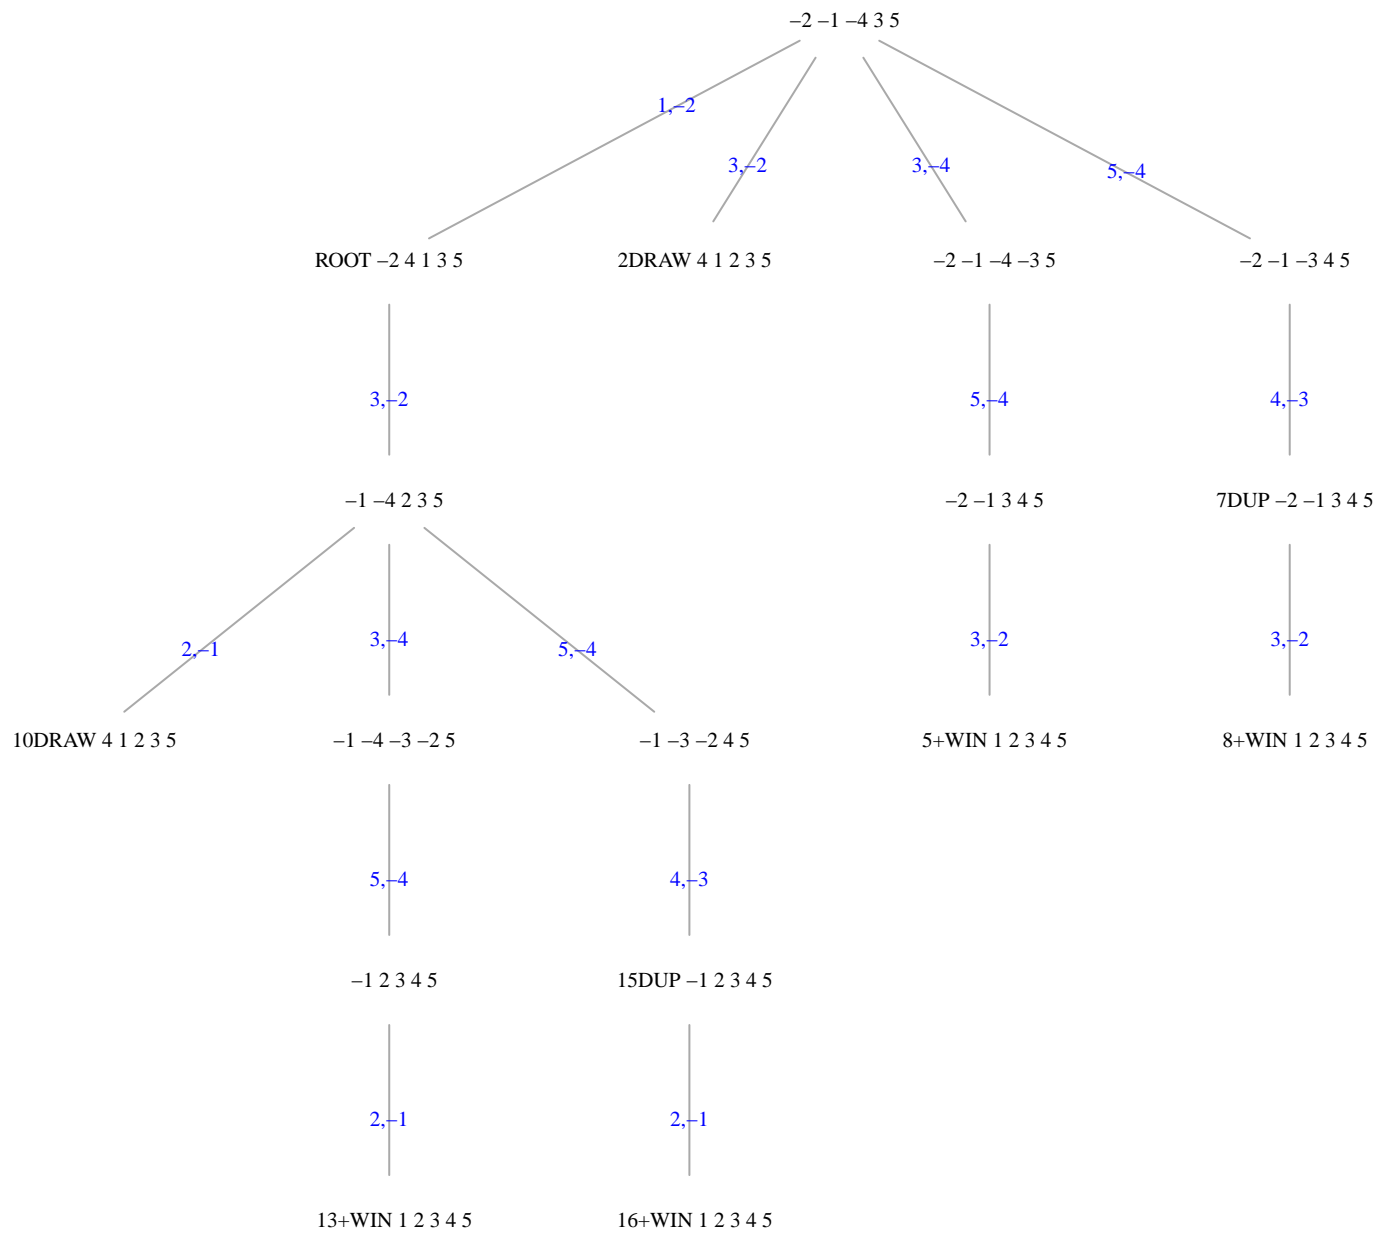 –2 –1 –4 3 5
1,–2
3,–2
3,–4
5,–4
ROOT –2 4 1 3 5
2DRAW 4 1 2 3 5
–2 –1 –4 –3 5
–2 –1 –3 4 5
3,–2
5,–4
4,–3
–1 –4 2 3 5
–2 –1 3 4 5
7DUP –2 –1 3 4 5
2,–1
3,–4
5,–4
3,–2
3,–2
10DRAW 4 1 2 3 5
–1 –4 –3 –2 5
–1 –3 –2 4 5
5+WIN 1 2 3 4 5
8+WIN 1 2 3 4 5
5,–4
4,–3
–1 2 3 4 5
15DUP –1 2 3 4 5
2,–1
2,–1
13+WIN 1 2 3 4 5
16+WIN 1 2 3 4 5